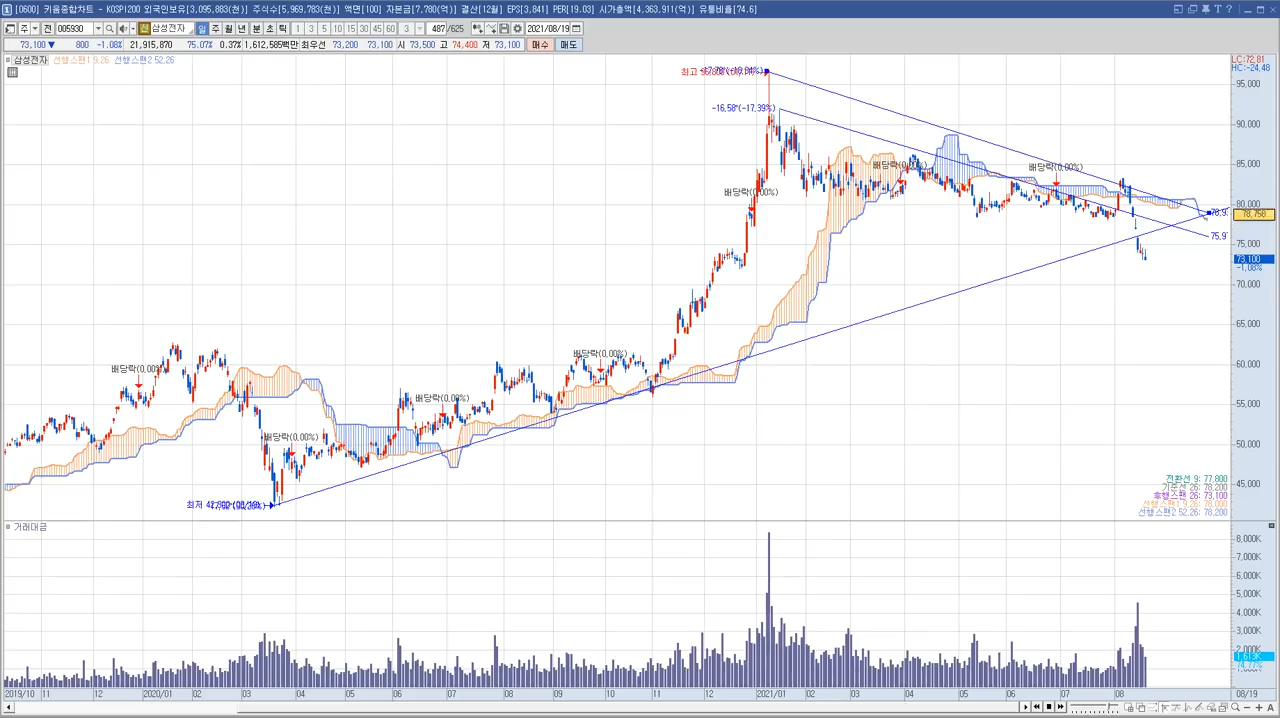 [0600] 키움종합차트 - KOSPI200 외국인보유[3,095,883(천)] 주식수[5,969,783(천)] 액면[100] 자본금[7,780(억)] 결산[12월] EPS[3,841] PER[19.03] 시가총액[4,363,911(억)] 유통비율[74.6]
주 전 005930 신 삼성전자 일 주 월 년 분 초 틱 1 3 5 10 15 30 45 60 3 487 /625 2021/08/19
73,100 ▼ 800 -1.08% 21,915,870 75.07% 0.37% 1,612,585백만 최우선 73,200 73,100 시 73,500 고 74,400 저 73,100 매수 매도
삼성전자 선행스팬1 9,26 선행스팬2 52,26
LC:72,81
HC:-24,48
95,000
-16,58*(-17,39%)
90,000
85,000
배당락(0,00%)
배당락(0,00%)
배당락(0,00%)
80,000
78,750
75,000
73,100
-1,08%
70,000
65,000
60,000
배당락(0,00%)
배당락(0,00%)
55,000
배당락(0,00%)
50,000
배당락(0,00%)
45,000
전환선 9: 77,800
기준선 26: 78,200
후행스팬 26: 73,100
선행스팬1 9,26: 78,000
선행스팬2 52,26: 78,200
거래대금
8,000K
7,000K
6,000K
5,000K
4,000K
3,000K
2,000K
1,613K
74,77%
2019/10 11 12 2020/01 02 03 04 05 06 07 08 09 10 11 12 2021/01 02 03 04 05 06 07 08 08/19